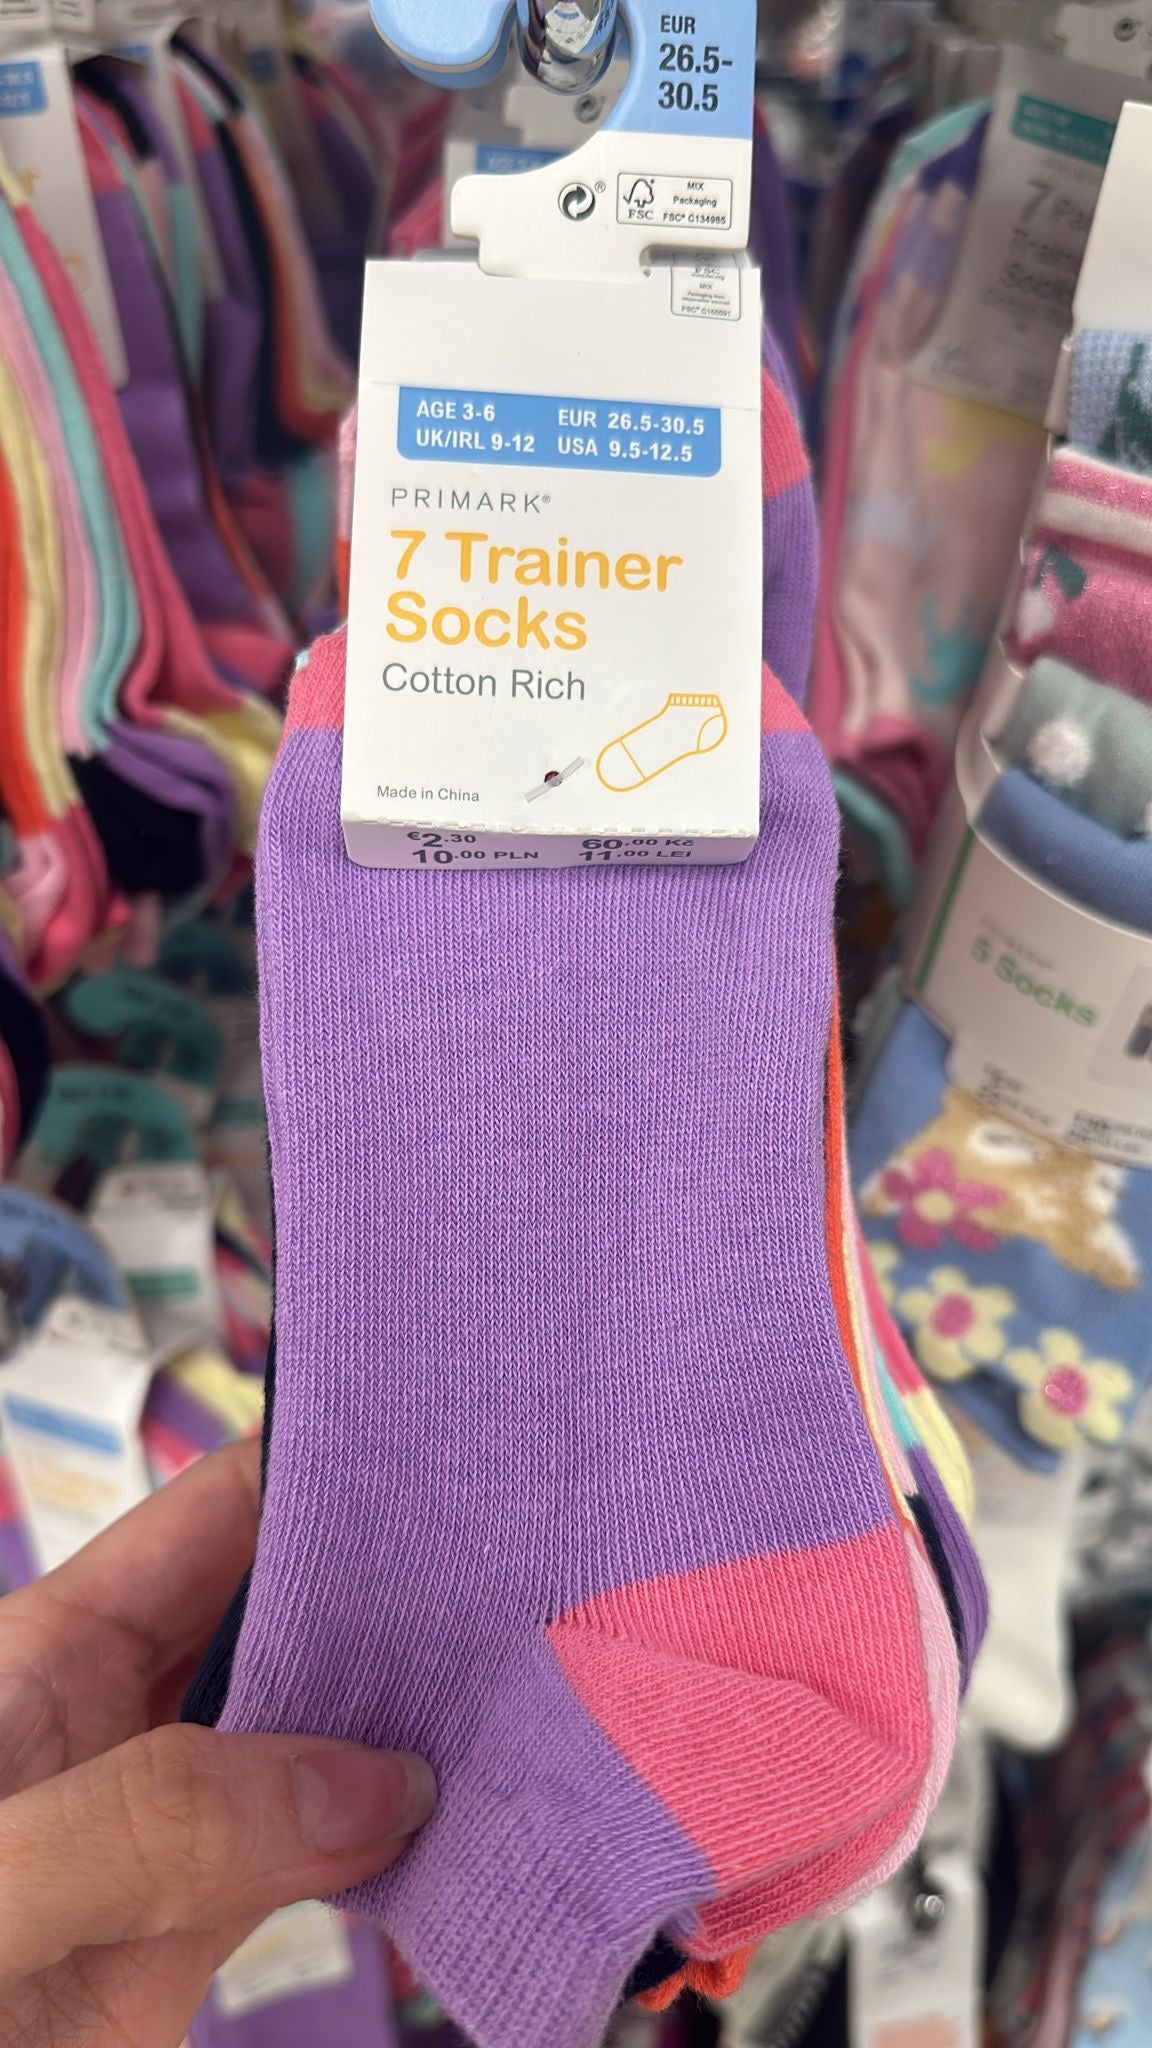 EUR
26.5-
30.5
MIX
Packaging
FSC
FSC® C134985
FSC
MIX
AGE 3-6 EUR 26.5-30.5
UK/IRL 9-12 USA 9.5-12.5
PRIMARK®
7 Trainer
Socks
Cotton Rich
Made in China
€2.30 60.00 Kč
10.00 PLN 11.00 LEI
5 Socks